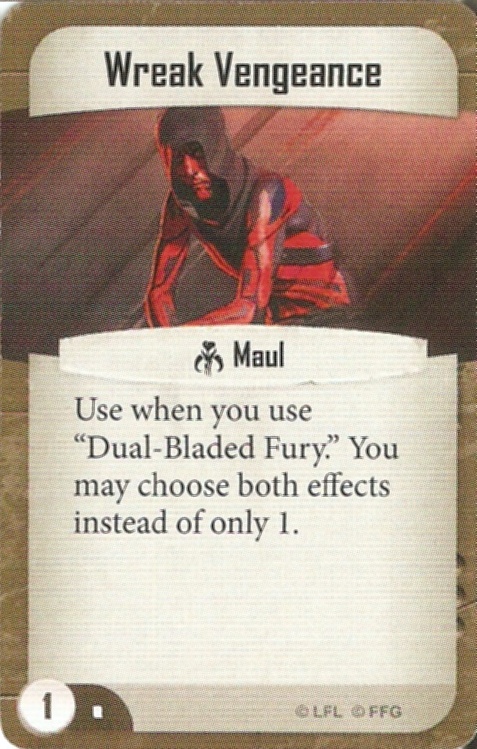 Wreak Vengeance
Maul
Use when you use
“Dual-Bladed Fury.” You
may choose both effects
instead of only 1.
1
© LFL © FFG